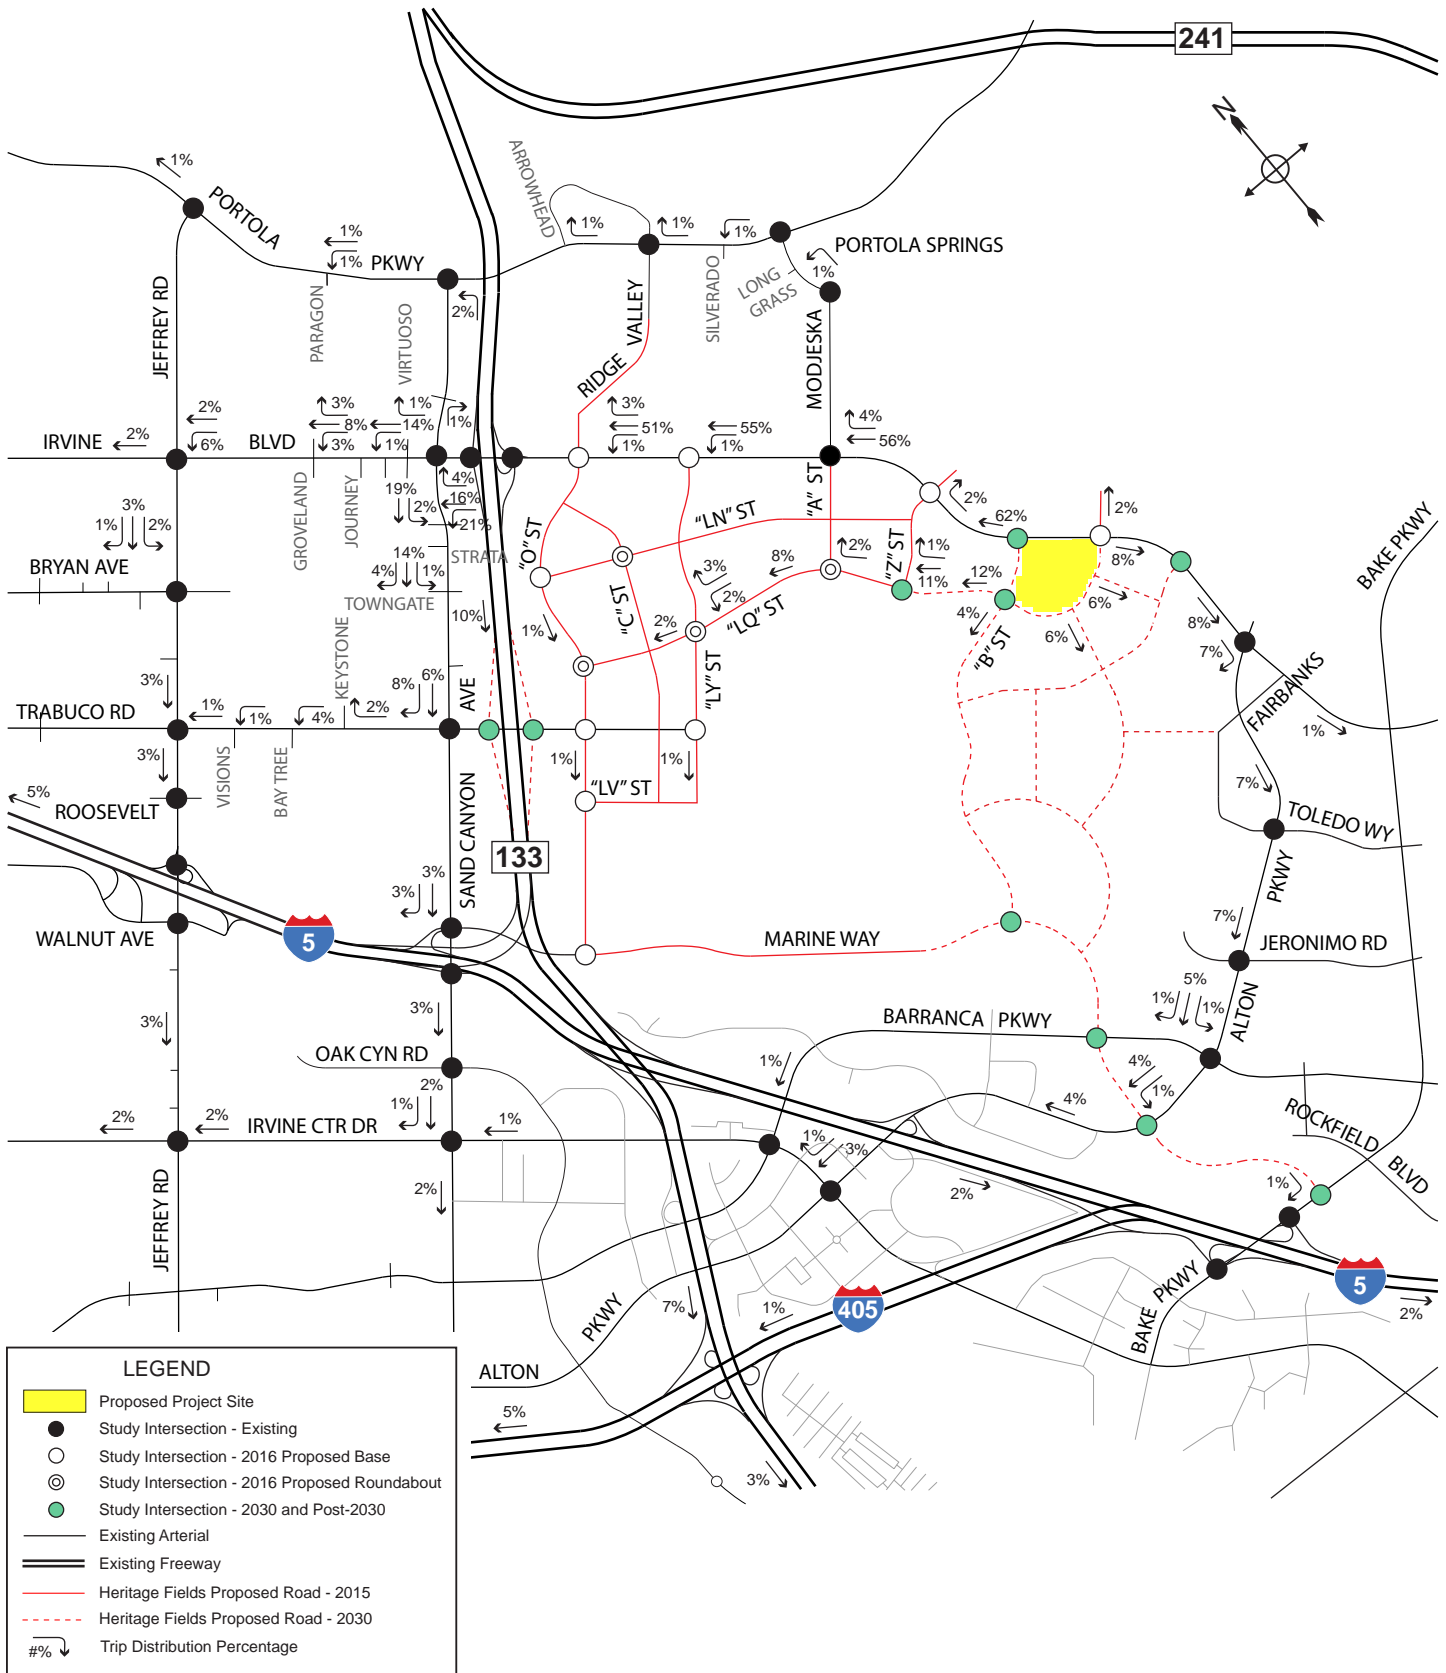 241
N
1%
PORTOLA
PKWY
1%
1%
ARROWHEAD
1%
1%
1%
PORTOLA SPRINGS
1%
LONG
GRASS
SILVERADO
JEFFREY RD
PARAGON
VIRTUOSO
2%
RIDGE
VALLEY
MODJESKA
IRVINE
2%
2%
6%
BLVD
3%
8%
3%
1%
14%
1%
1%
3%
51%
1%
55%
1%
4%
56%
GROVELAND
JOURNEY
19%
2%
4%
16%
21%
STRATA
"A" ST
"LN" ST
2%
62%
2%
8%
BAKE PKWY
3%
1%
2%
BRYAN AVE
14%
4%
1%
TOWNGATE
"O" ST
"C" ST
3%
2%
8%
2%
"Z" ST
1%
11%
12%
4%
"B" ST
6%
6%
8%
7%
10%
1%
2%
"LQ" ST
"LY" ST
KEYSTONE
AVE
3%
TRABUCO RD
1%
1%
4%
2%
8%
6%
FAIRBANKS
1%
VISIONS
BAY TREE
3%
1%
1%
"LV" ST
7%
TOLEDO WY
5%
ROOSEVELT
SAND CANYON
133
PKWY
3%
3%
WALNUT AVE
5
MARINE WAY
7%
JERONIMO RD
5%
1%
1%
ALTON
3%
3%
BARRANCA PKWY
OAK CYN RD
1%
4%
1%
4%
2%
1%
2%
2%
IRVINE CTR DR
1%
1%
3%
ROCKFIELD
BLVD
JEFFREY RD
2%
2%
1%
5
BAKE PKWY
2%
PKWY
7%
1%
405
ALTON
5%
3%
LEGEND
Proposed Project Site
Study Intersection - Existing
Study Intersection - 2016 Proposed Base
Study Intersection - 2016 Proposed Roundabout
Study Intersection - 2030 and Post-2030
Existing Arterial
Existing Freeway
Heritage Fields Proposed Road - 2015
Heritage Fields Proposed Road - 2030
#% Trip Distribution Percentage